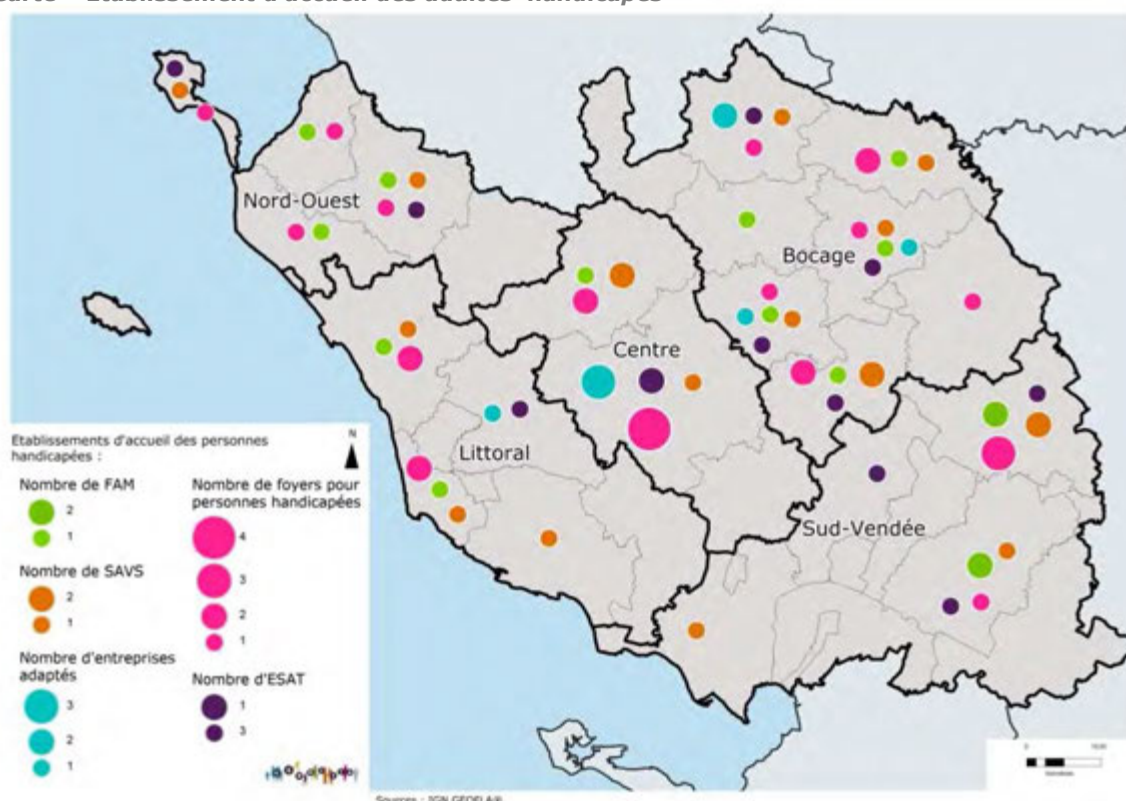 Carte – Etablissement d'accueil des adultes handicapés
Nord-Ouest
Bocage
Centre
Littoral
Sud-Vendée
Etablissements d'accueil des personnes
handicapées :
N
Nombre de FAM
2
1
Nombre de SAVS
2
1
Nombre d'entreprises
adaptés
3
2
1
Nombre de foyers pour
personnes handicapées
4
3
2
1
Nombre d'ESAT
1
3
0
Sources : IGN GEOFLA®